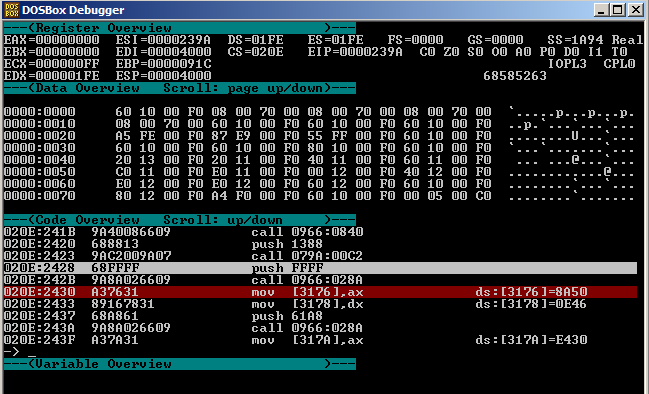 DOSBox Debugger
---(Register Overview )---
EAX=00000000 ESI=0000239A DS=01FE ES=01FE FS=0000 GS=0000 SS=1A94 Real
EBX=00000000 EDI=00004000 CS=020E EIP=0000239A C0 Z0 S0 O0 A0 P0 D0 I1 T0
ECX=000000FF EBP=0000091C IOPL3 CPL0
EDX=000001FE ESP=00004000 68585263
---(Data Overview Scroll: page up/down)---
0000:0000 60 10 00 F0 08 00 70 00 08 00 70 00 08 00 70 00 `.....p...p...p.
0000:0010 08 00 70 00 60 10 00 F0 60 10 00 F0 60 10 00 F0 ..p.`...`...`...
0000:0020 A5 FE 00 F0 87 E9 00 F0 55 FF 00 F0 60 10 00 F0 ........U...`...
0000:0030 60 10 00 F0 60 10 00 F0 80 10 00 F0 60 10 00 F0 `...`.......`...
0000:0040 20 13 00 F0 20 11 00 F0 40 11 00 F0 60 11 00 F0  ... ...@...`...
0000:0050 C0 11 00 F0 E0 11 00 F0 00 12 00 F0 40 12 00 F0 ............@...
0000:0060 E0 12 00 F0 E0 12 00 F0 60 12 00 F0 60 10 00 F0 ........`...`...
0000:0070 80 12 00 F0 A4 F0 00 F0 60 10 00 F0 00 05 00 C0 ........`.......
---(Code Overview Scroll: up/down )---
020E:241B 9A40086609 call 0966:0840
020E:2420 688813 push 1388
020E:2423 9AC2009A07 call 079A:00C2
020E:2428 68FFFF push FFFF
020E:242B 9A8A026609 call 0966:028A
020E:2430 A37631 mov [3176],ax ds:[3176]=8A50
020E:2433 89167831 mov [3178],dx ds:[3178]=0E46
020E:2437 68A861 push 61A8
020E:243A 9A8A026609 call 0966:028A
020E:243F A37A31 mov [317A],ax ds:[317A]=E430
-> _
---(Variable Overview )---